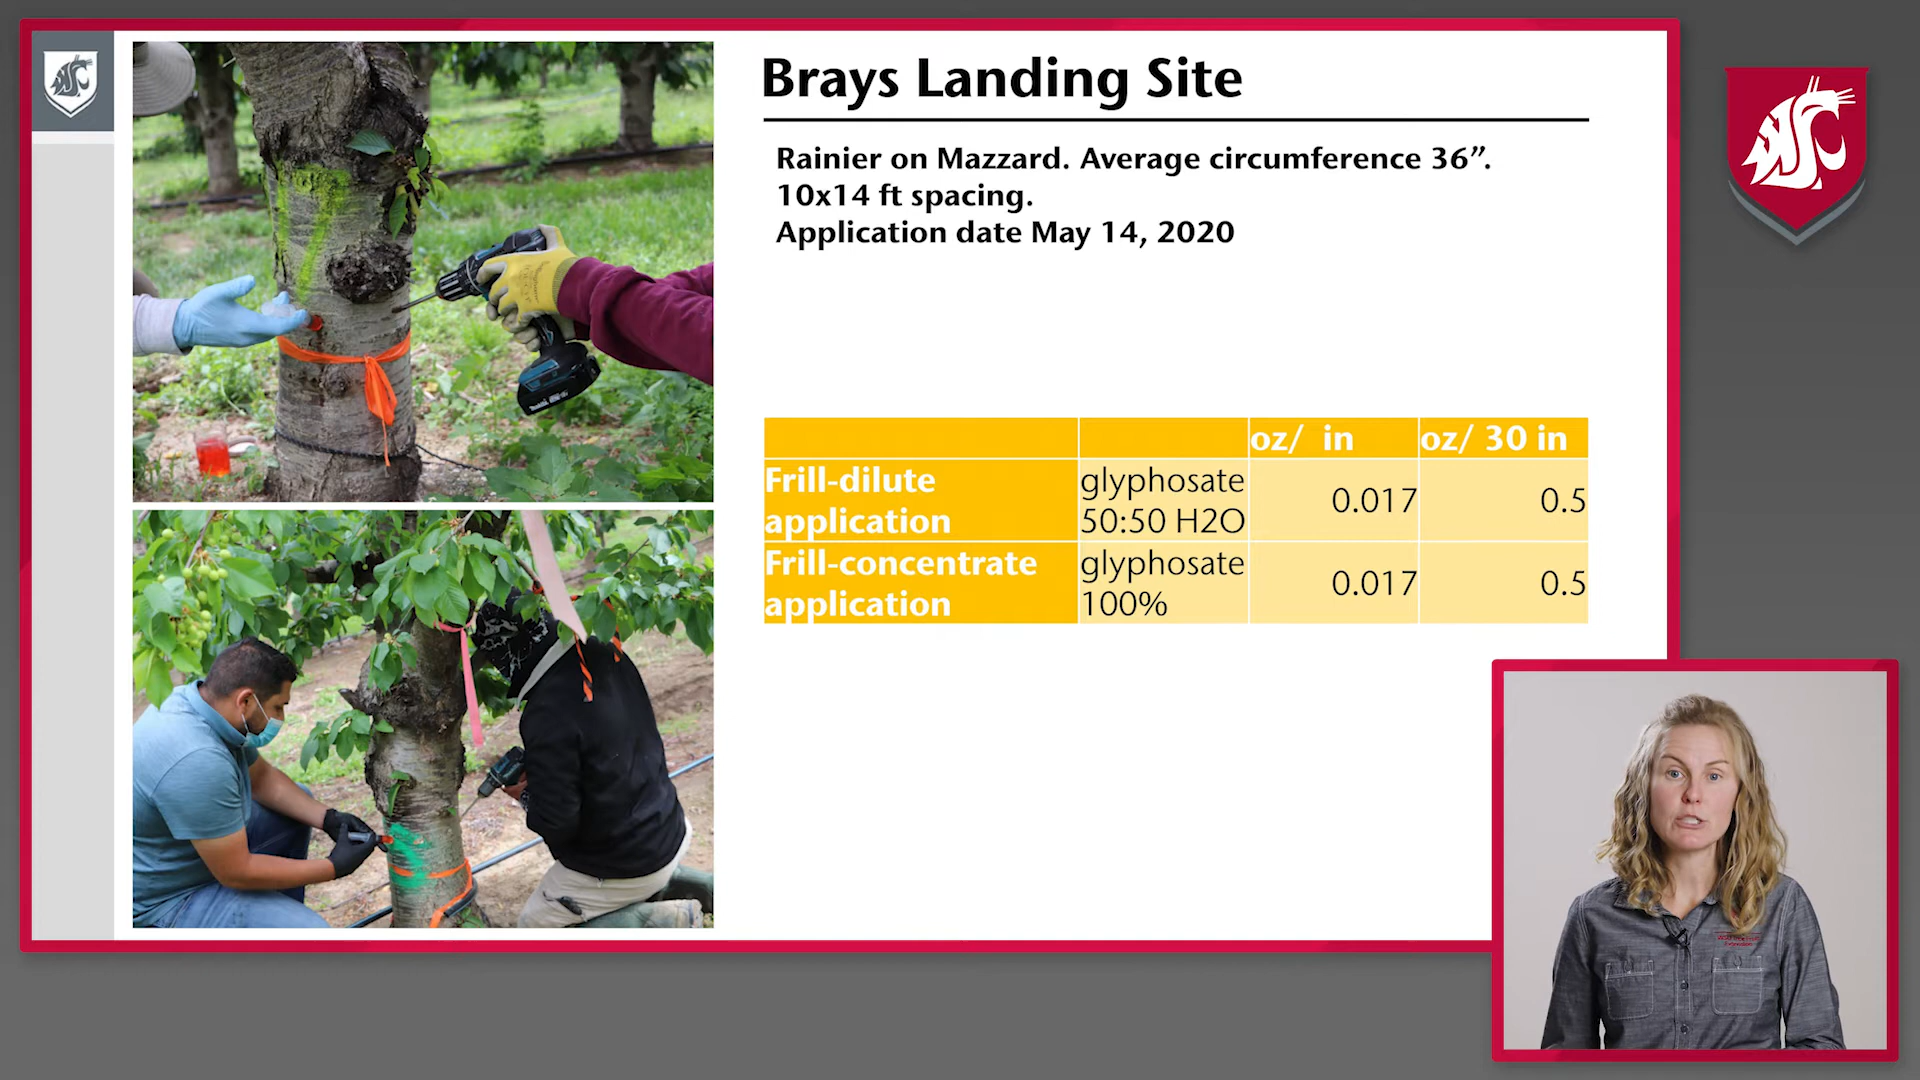 Brays Landing Site
Rainier on Mazzard. Average circumference 36”.
10x14 ft spacing.
Application date May 14, 2020
oz/ in oz/ 30 in
Frill-dilute application glyphosate 50:50 H2O 0.017 0.5
Frill-concentrate application glyphosate 100% 0.017 0.5
makita